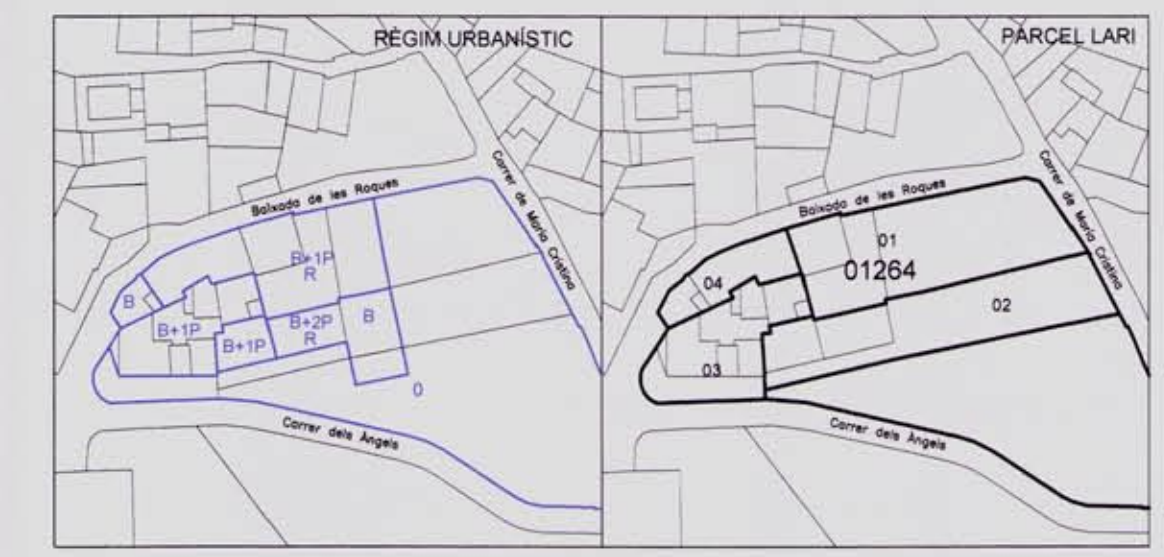 RÈGIM URBANÍSTIC
Carrer de Maria Cristina
Baixada de les Roques
B+1P
R
B
B+1P
B+2P
R
B
B+1P
0
Carrer dels Àngels
PARCEL LARI
Carrer de Maria Cristina
Baixada de les Roques
01
01264
04
02
03
Carrer dels Àngels